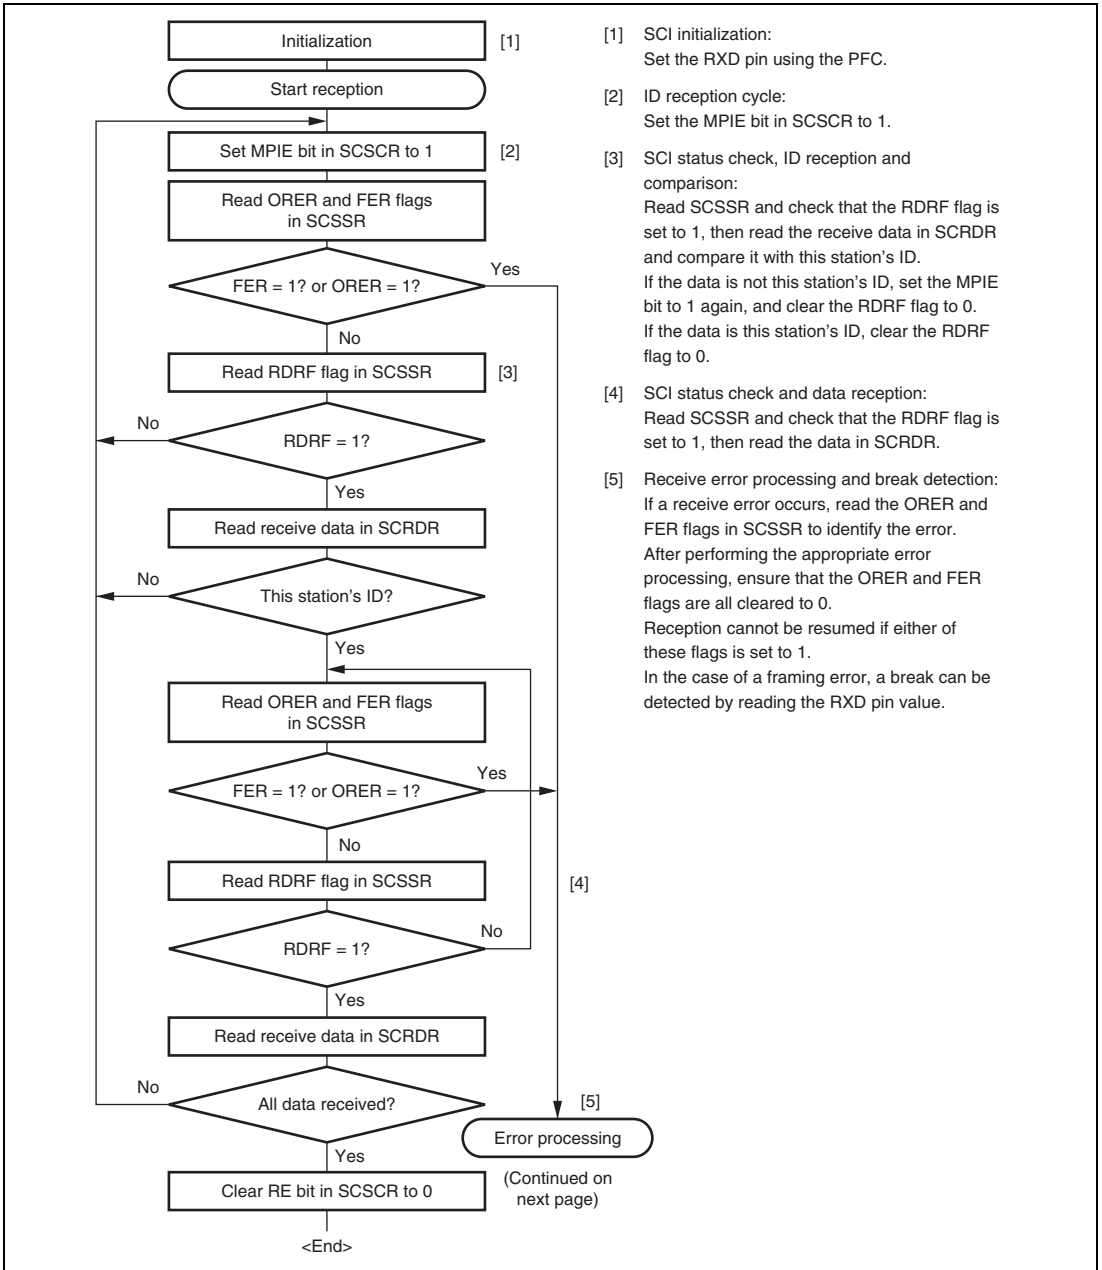 Initialization
[1]
Start reception
Set MPIE bit in SCSCR to 1
[2]
Read ORER and FER flags
in SCSSR
FER = 1? or ORER = 1?
Yes
No
Read RDRF flag in SCSSR
[3]
No
RDRF = 1?
Yes
Read receive data in SCRDR
No
This station's ID?
Yes
Read ORER and FER flags
in SCSSR
FER = 1? or ORER = 1?
Yes
No
Read RDRF flag in SCSSR
[4]
RDRF = 1?
No
Yes
Read receive data in SCRDR
No
All data received?
[5]
Error processing
Yes
(Continued on
next page)
Clear RE bit in SCSCR to 0
<End>
[1] SCI initialization:
Set the RXD pin using the PFC.
[2] ID reception cycle:
Set the MPIE bit in SCSCR to 1.
[3] SCI status check, ID reception and
comparison:
Read SCSSR and check that the RDRF flag is
set to 1, then read the receive data in SCRDR
and compare it with this station's ID.
If the data is not this station's ID, set the MPIE
bit to 1 again, and clear the RDRF flag to 0.
If the data is this station's ID, clear the RDRF
flag to 0.
[4] SCI status check and data reception:
Read SCSSR and check that the RDRF flag is
set to 1, then read the data in SCRDR.
[5] Receive error processing and break detection:
If a receive error occurs, read the ORER and
FER flags in SCSSR to identify the error.
After performing the appropriate error
processing, ensure that the ORER and FER
flags are all cleared to 0.
Reception cannot be resumed if either of
these flags is set to 1.
In the case of a framing error, a break can be
detected by reading the RXD pin value.